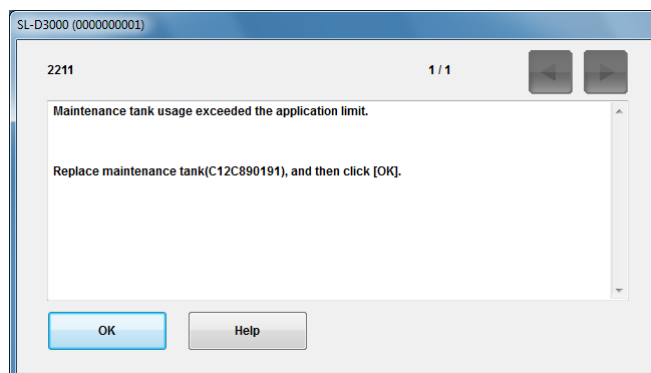 SL-D3000 (0000000001)
2211 1 / 1
Maintenance tank usage exceeded the application limit.
Replace maintenance tank(C12C890191), and then click [OK].
OK Help